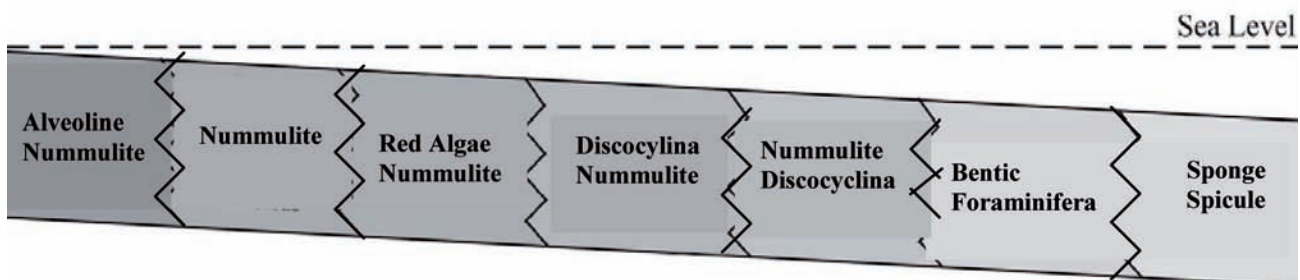 Sea Level
Alveoline
Nummulite
Nummulite
Red Algae
Nummulite
Discocylina
Nummulite
Nummulite
Discocyclina
Bentic
Foraminifera
Sponge
Spicule